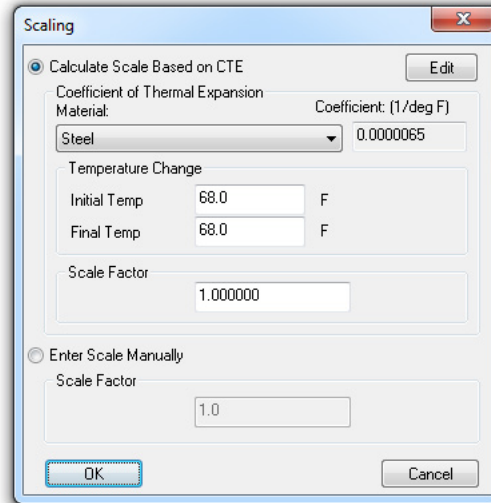 Scaling
Calculate Scale Based on CTE Edit
Coefficient of Thermal Expansion
Material: Coefficient: (1/deg F)
Steel 0.0000065
Temperature Change
Initial Temp 68.0 F
Final Temp 68.0 F
Scale Factor
1.000000
Enter Scale Manually
Scale Factor
1.0
OK Cancel